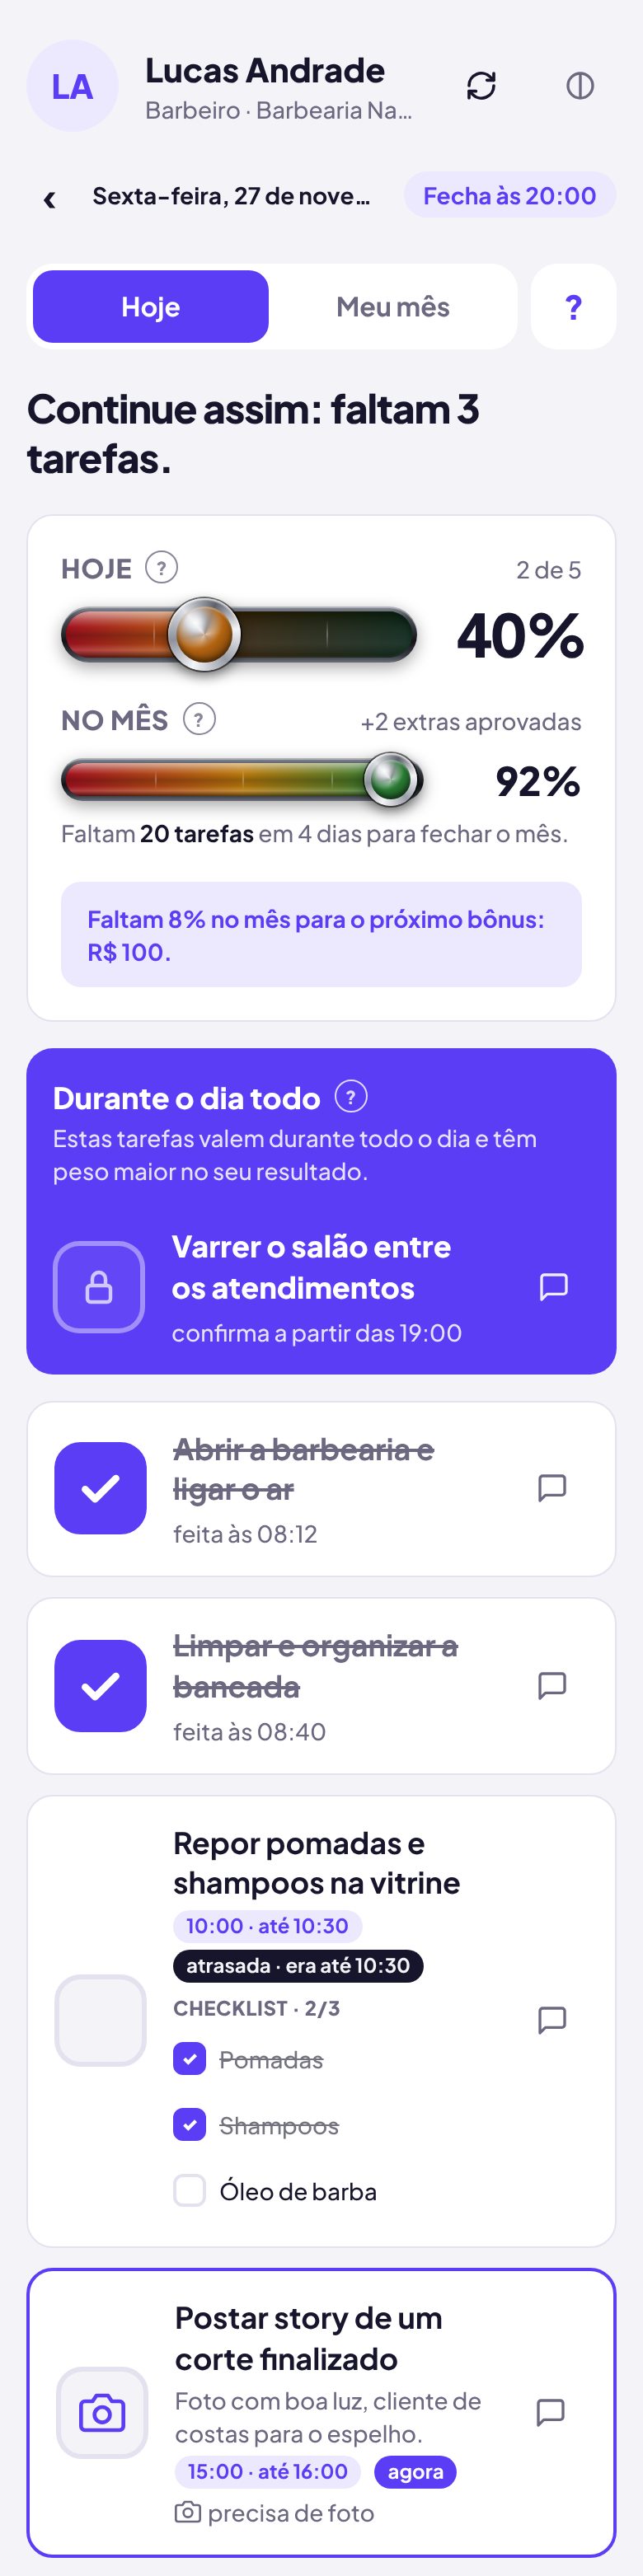 LA
Lucas Andrade
Barbeiro · Barbearia Na...
‹ Sexta-feira, 27 de nove... Fecha às 20:00
Hoje Meu mês ?
Continue assim: faltam 3
tarefas.
HOJE ? 2 de 5
40%
NO MÊS ? +2 extras aprovadas
92%
Faltam 20 tarefas em 4 dias para fechar o mês.
Faltam 8% no mês para o próximo bônus:
R$ 100.
Durante o dia todo ?
Estas tarefas valem durante todo o dia e têm
peso maior no seu resultado.
Varrer o salão entre
os atendimentos
confirma a partir das 19:00
Abrir a barbearia e
ligar o ar
feita às 08:12
Limpar e organizar a
bancada
feita às 08:40
Repor pomadas e
shampoos na vitrine
10:00 · até 10:30
atrasada · era até 10:30
CHECKLIST · 2/3
Pomadas
Shampoos
Óleo de barba
Postar story de um
corte finalizado
Foto com boa luz, cliente de
costas para o espelho.
15:00 · até 16:00 agora
precisa de foto